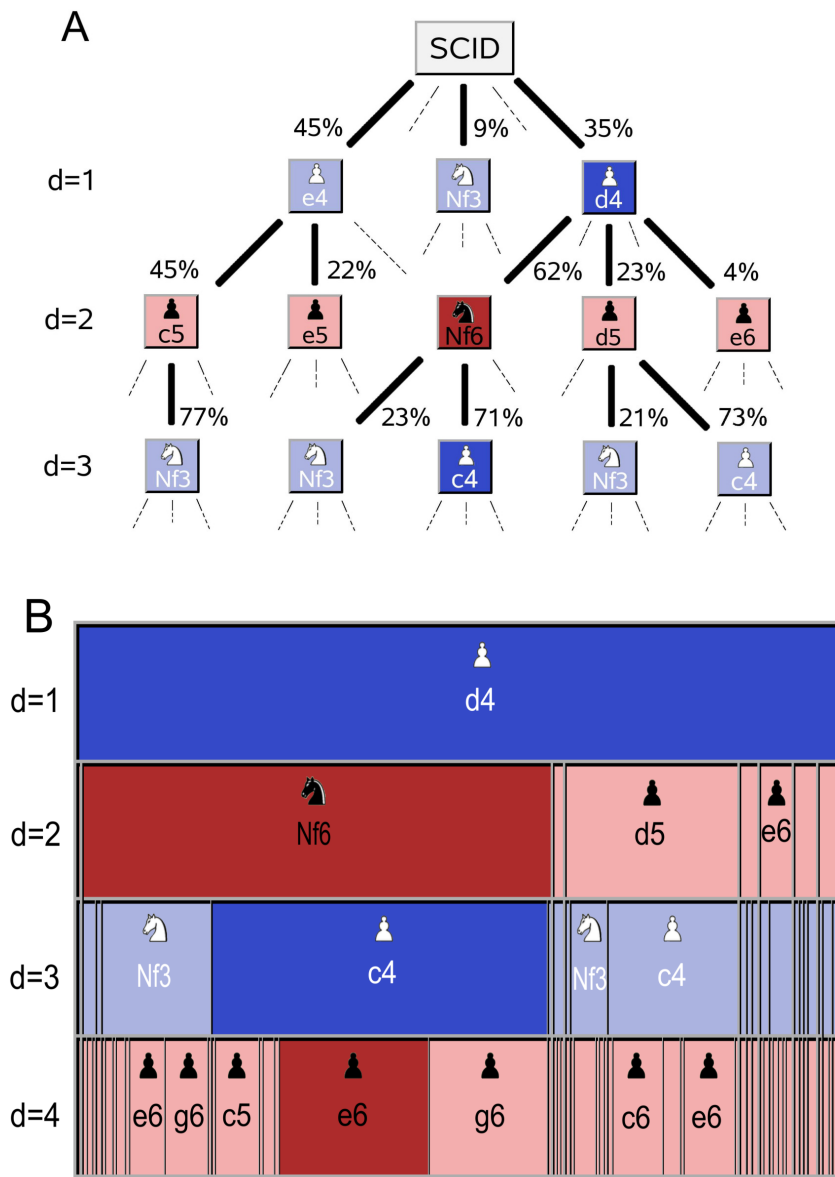 A
SCID
45% 9% 35%
d=1
e4 Nf3 d4
45% 22% 62% 23% 4%
d=2
c5 e5 Nf6 d5 e6
77% 23% 71% 21% 73%
d=3
Nf3 Nf3 c4 Nf3 c4
B
d=1
d4
d=2
Nf6 d5 e6
d=3
Nf3 c4 Nf3 c4
d=4
e6 g6 c5 e6 g6 c6 e6